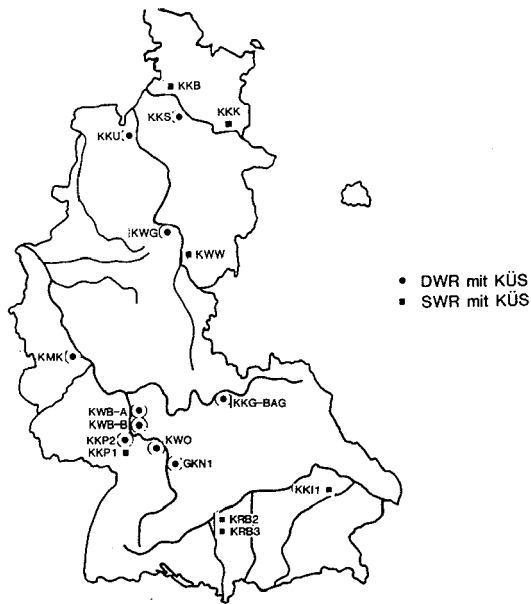 KKB
KKS
KKK
KKU
KWG
KWW
● DWR mit KÜS
■ SWR mit KÜS
KMK
KKG-BAG
KWB-A
KWB-B
KKP2
KWO
KKP1
GKN1
KKI1
KRB2
KRB3